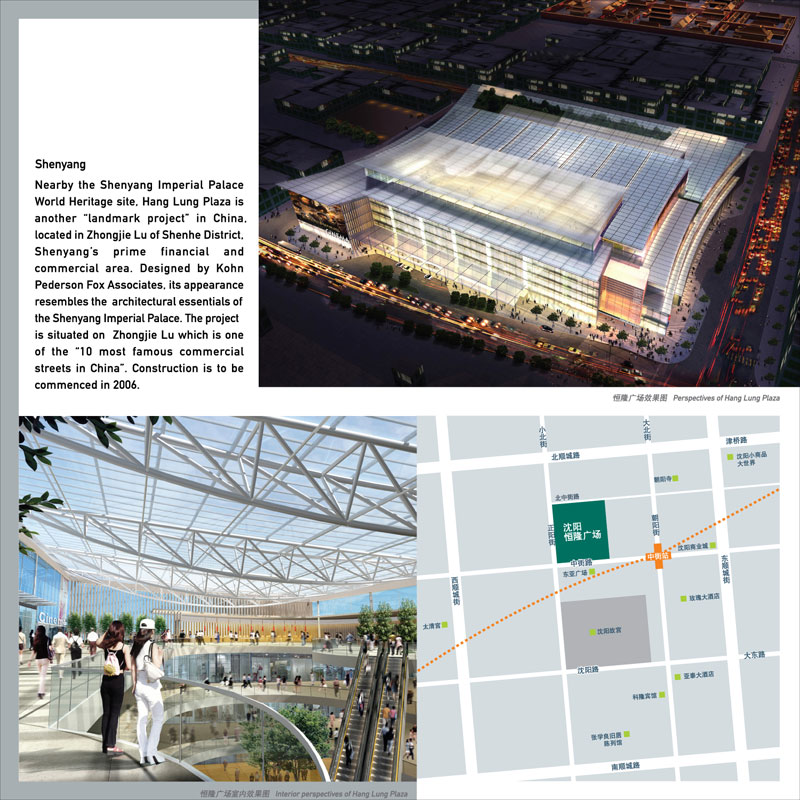 Shenyang
Nearby the Shenyang Imperial Palace
World Heritage site, Hang Lung Plaza is
another “landmark project” in China,
located in Zhongjie Lu of Shenhe District,
Shenyang’s prime financial and
commercial area. Designed by Kohn
Pederson Fox Associates, its appearance
resembles the architectural essentials of
the Shenyang Imperial Palace. The project
is situated on Zhongjie Lu which is one
of the “10 most famous commercial
streets in China”. Construction is to be
commenced in 2006.
恒隆广场效果图 Perspectives of Hang Lung Plaza
小北街
大北街
津桥路
北顺城路
沈阳小商品
大世界
朝阳寺
北中街路
正阳街
沈阳
恒隆广场
朝阳街
沈阳商业城
中街站
中街路
东亚广场
东顺城街
西顺城街
玫瑰大酒店
太清宫
沈阳故宫
大东路
沈阳路
亚泰大酒店
科隆宾馆
张学良旧居
陈列馆
南顺城路
Cinema
恒隆广场室内效果图 Interior perspectives of Hang Lung Plaza